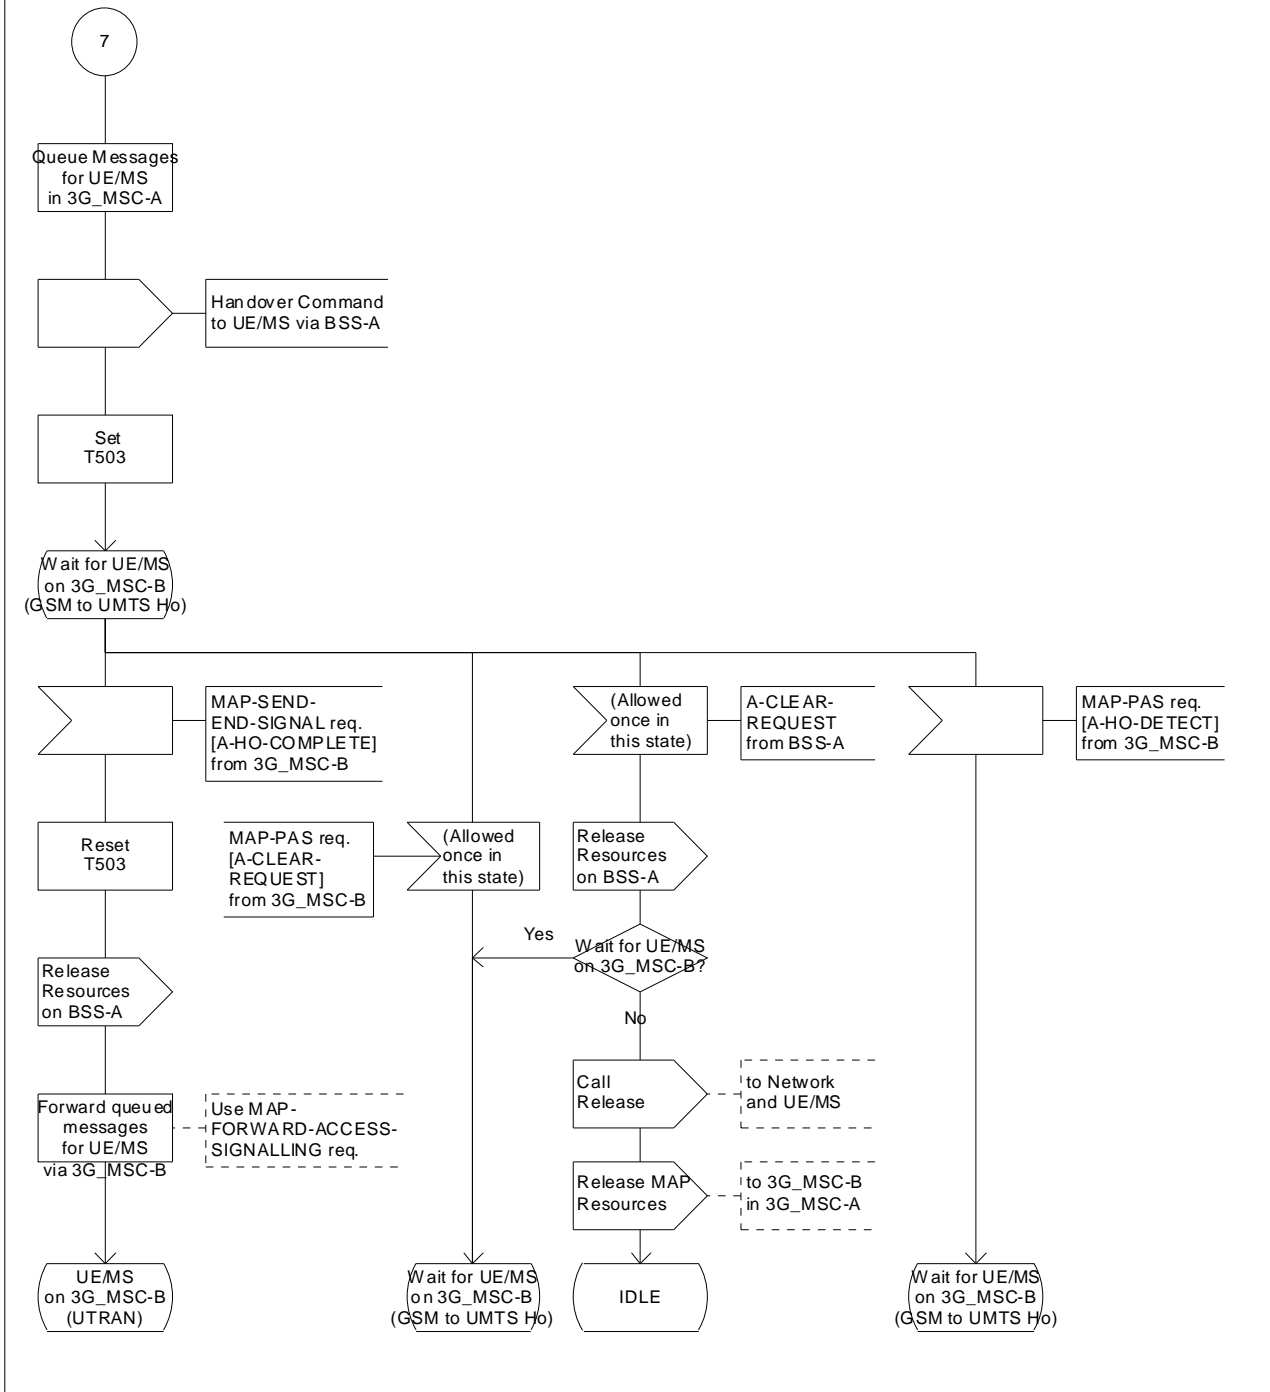 7
Queue Messages
for UE/MS
in 3G_MSC-A
Handover Command
to UE/MS via BSS-A
Set
T503
Wait for UE/MS
on 3G_MSC-B
(GSM to UMTS Ho)
MAP-SEND-
END-SIGNAL req.
[A-HO-COMPLETE]
from 3G_MSC-B
(Allowed
once in
this state)
A-CLEAR-
REQUEST
from BSS-A
MAP-PAS req.
[A-HO-DETECT]
from 3G_MSC-B
Reset
T503
MAP-PAS req.
[A-CLEAR-
REQUEST]
from 3G_MSC-B
(Allowed
once in
this state)
Release
Resources
on BSS-A
Yes
Wait for UE/MS
on 3G_MSC-B?
No
Release
Resources
on BSS-A
Call
Release
to Network
and UE/MS
Forward queued
messages
for UE/MS
via 3G_MSC-B
Use MAP-
FORWARD-ACCESS-
SIGNALLING req.
Release MAP
Resources
to 3G_MSC-B
in 3G_MSC-A
UE/MS
on 3G_MSC-B
(UTRAN)
Wait for UE/MS
on 3G_MSC-B
(GSM to UMTS Ho)
IDLE
Wait for UE/MS
on 3G_MSC-B
(GSM to UMTS Ho)